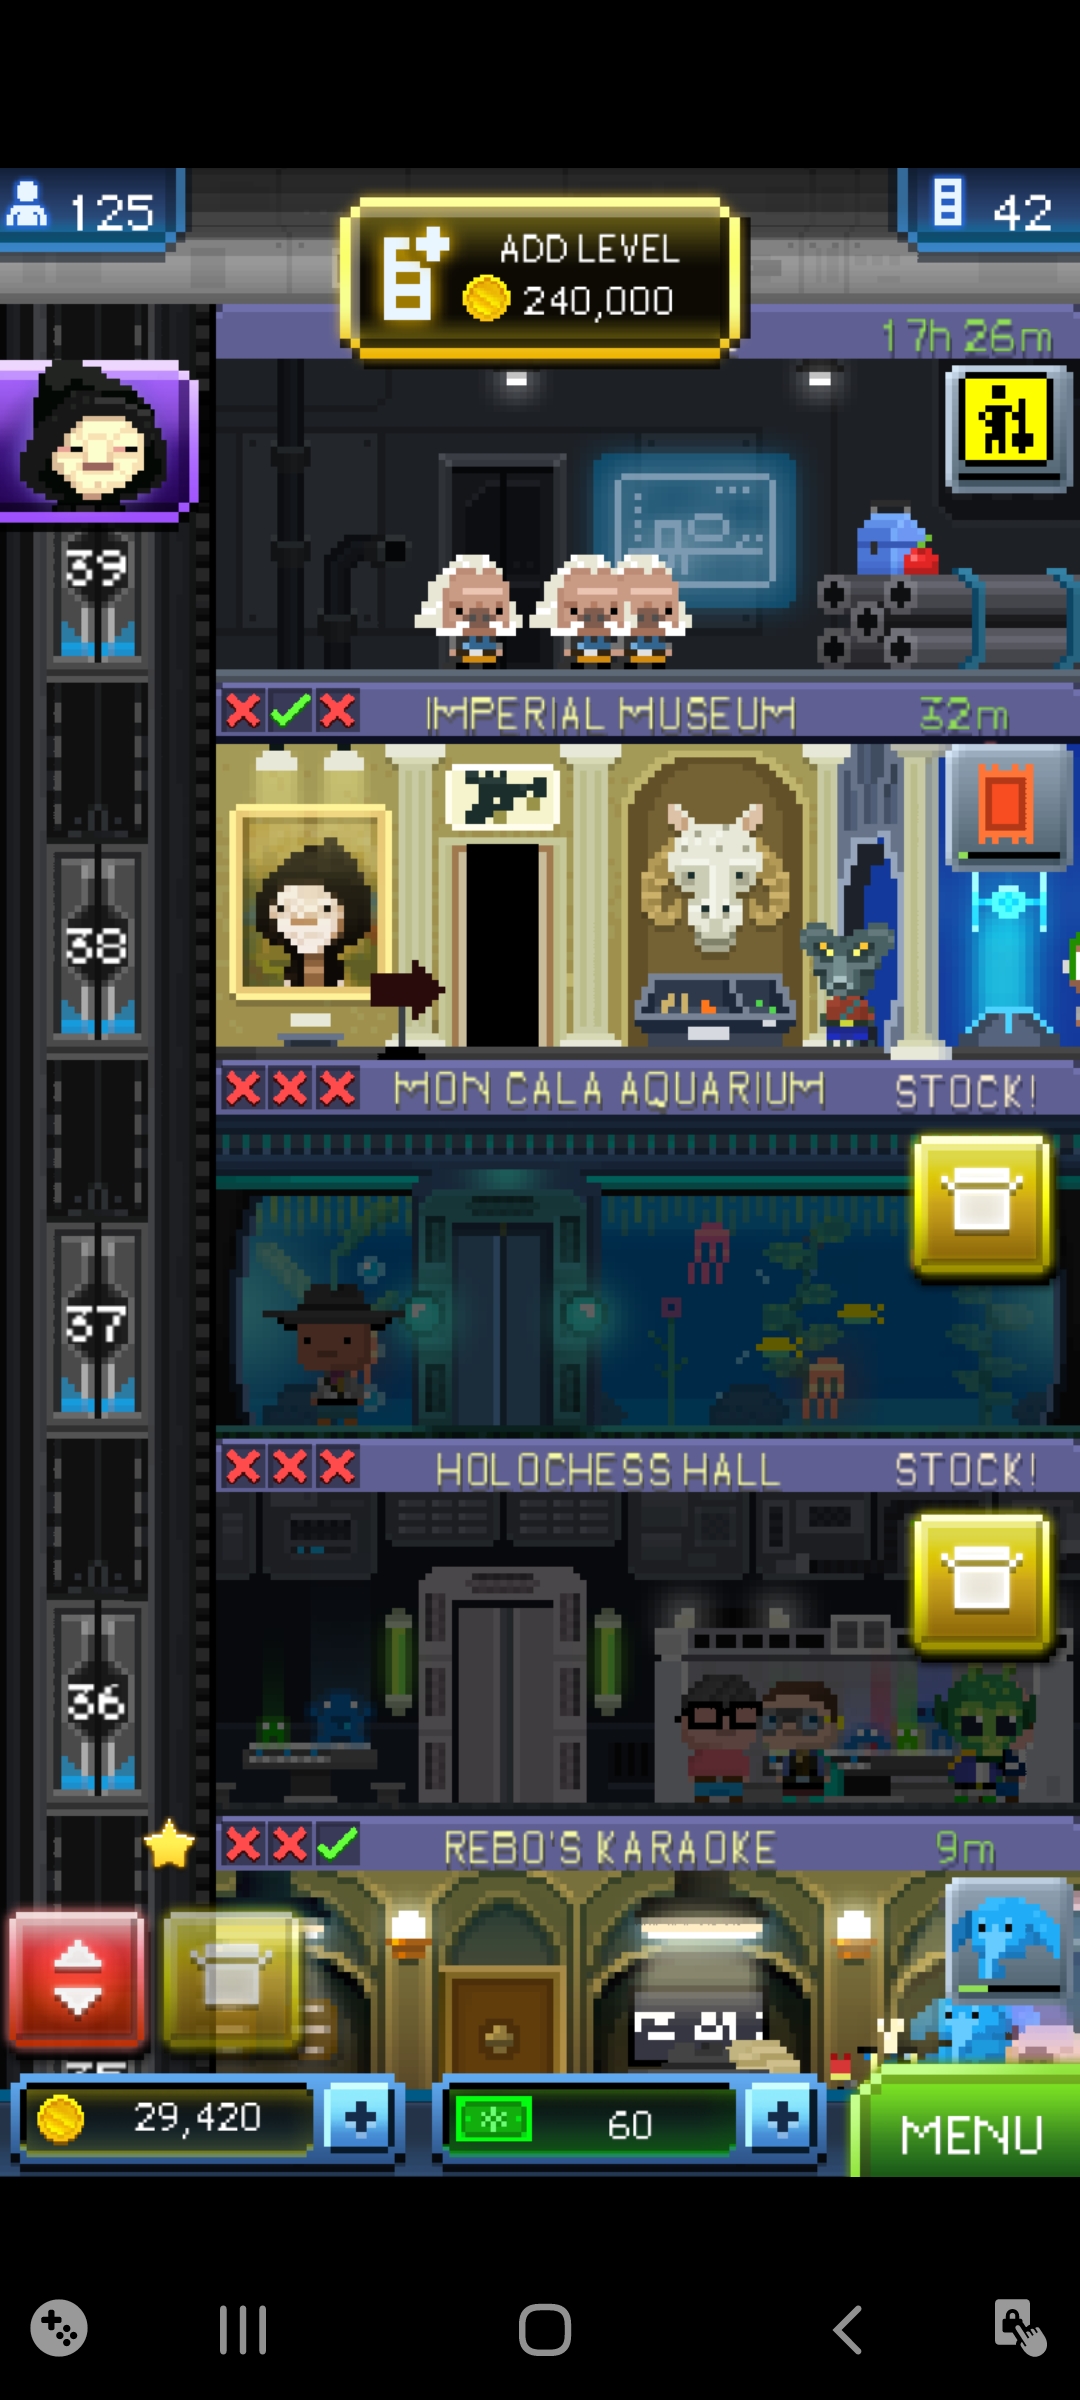 125
42
ADD LEVEL
240,000
17h 26m
39
IMPERIAL MUSEUM
32m
38
MON CALA AQUARIUM
STOCK!
37
HOLOCHESS HALL
STOCK!
36
REBO'S KARAOKE
9m
29,420
60
MENU